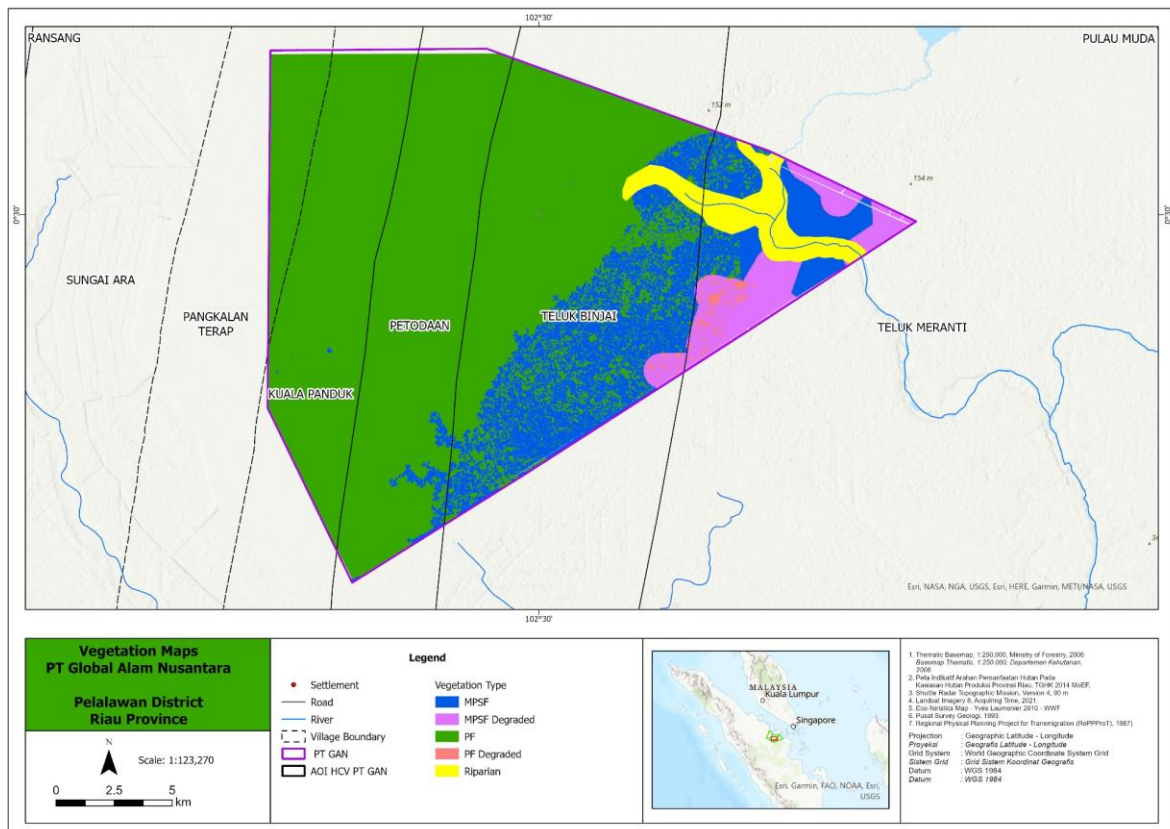 102°30'
RANSANG
PULAU MUDA
152 m
154 m
0°30'
0°30'
SUNGAI ARA
PANGKALAN
TERAP
PETODAAN
TELUK BINJAI
TELUK MERANTI
KUALA PANDUK
Esri, NASA, NGA, USGS, Esri, HERE, Garmin, METI/NASA, USGS
102°30'
Vegetation Maps
PT Global Alam Nusantara
Pelalawan District
Riau Province
N
Scale: 1:123,270
0 2.5 5
km
Legend
Settlement
Road
River
Village Boundary
PT GAN
AOI HCV PT GAN
Vegetation Type
MPSF
MPSF Degraded
PF
PF Degraded
Riparian
MALAYSIA
Kuala Lumpur
Singapore
Esri, Garmin, FAO, NOAA, Esri,
USGS
1. Thematic Basemap, 1:250,000, Ministry of Forestry, 2006
Basemap Thematic, 1:250,000, Departemen Kehutanan,
2006
2. Peta Indikatif Arahan Pemanfaatan Hutan Pada
Kawasan Hutan Produksi Provinsi Riau, TGHK 2014 MoEF.
3. Shuttle Radar Topographic Mission, Version 4, 90 m
4. Landsat Imagery 8, Acquiring Time, 2021.
5. Eco-floristics Map - Yves Laumonier 2010 - WWF
6. Pusat Survey Geologi, 1993.
7. Regional Physical Planning Project for Transmigration (RePPProT), 1987)
Projection : Geographic Latitude - Longitude
Proyeksi : Geografis Latitude - Longitude
Grid System : World Geographic Coordinate System Grid
Sistem Grid : Grid Sistem Koordinat Geografis
Datum : WGS 1984
Datum : WGS 1984